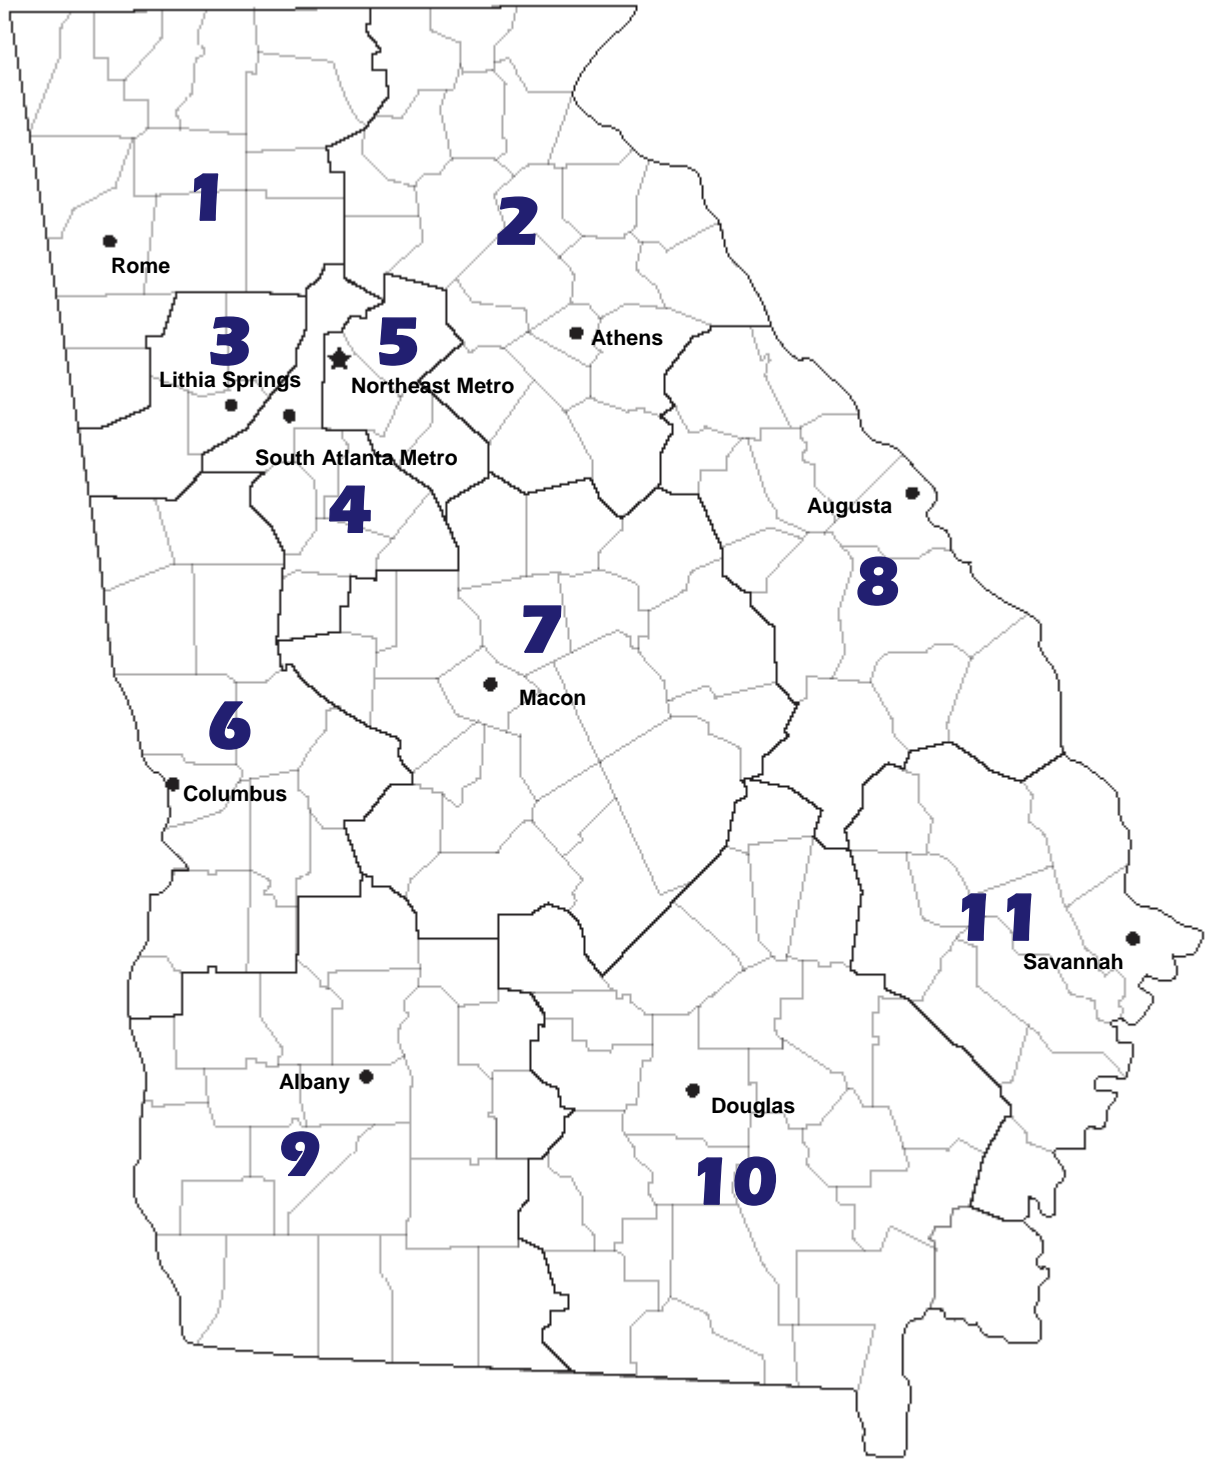 1
2
Rome
3
5
Athens
Lithia Springs
Northeast Metro
South Atlanta Metro
4
Augusta
8
7
Macon
6
Columbus
11
Savannah
Albany
Douglas
9
10